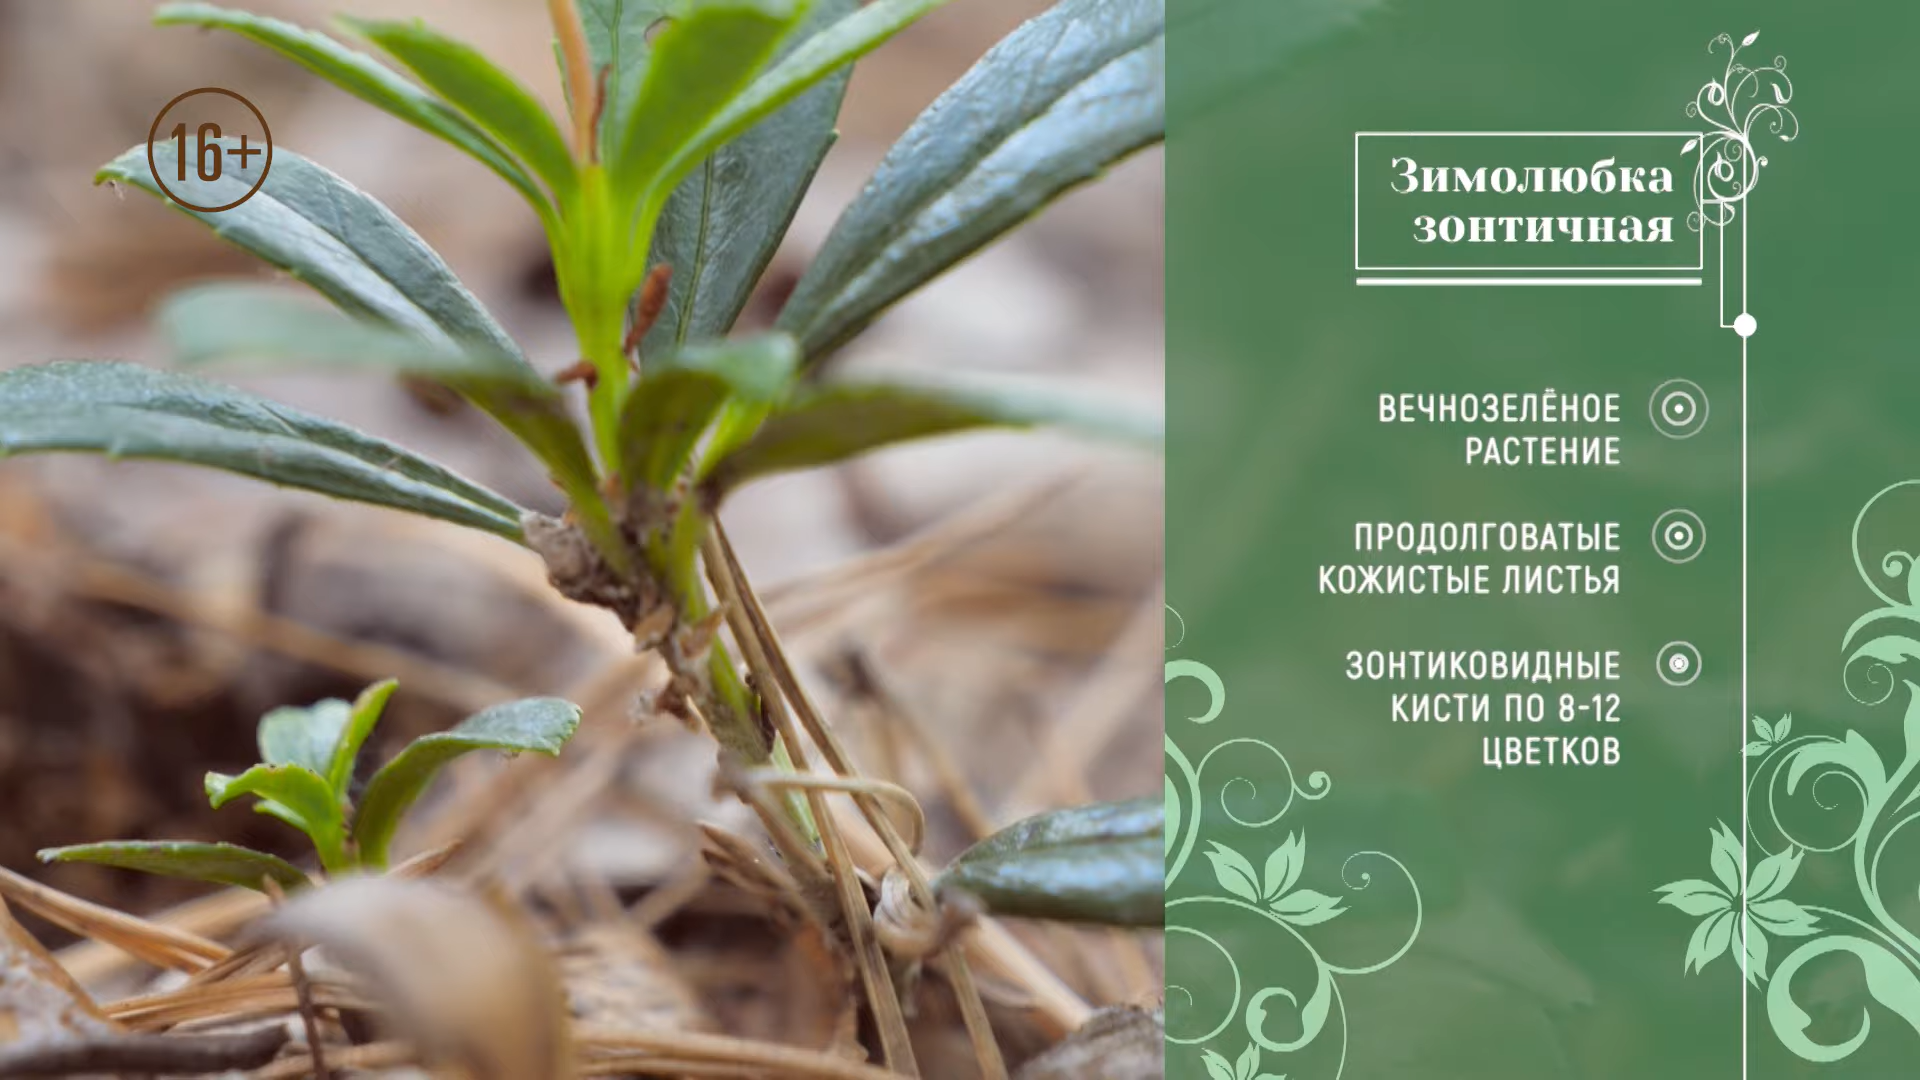 16+
Зимолюбка
зонтичная
ВЕЧНОЗЕЛЁНОЕ
РАСТЕНИЕ
ПРОДОЛГОВАТЫЕ
КОЖИСТЫЕ ЛИСТЬЯ
ЗОНТИКОВИДНЫЕ
КИСТИ ПО 8-12
ЦВЕТКОВ